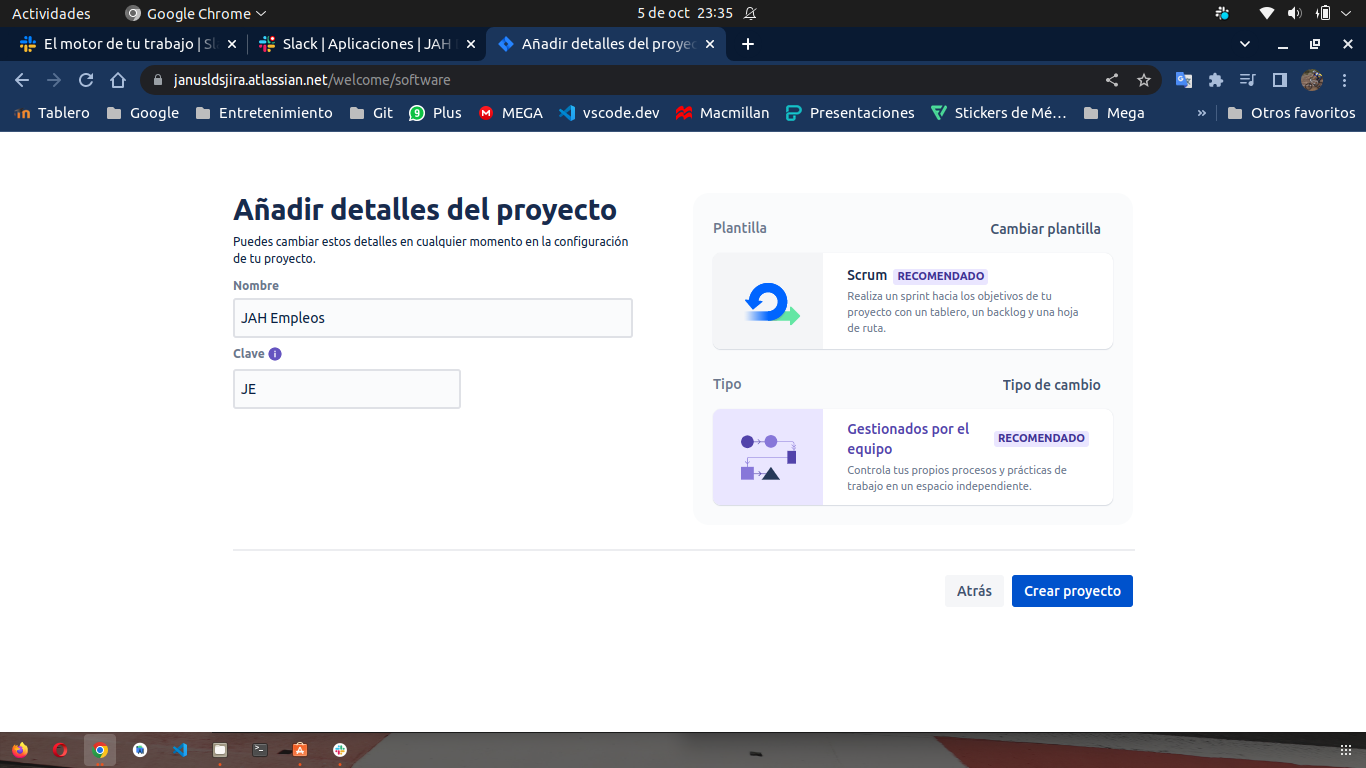 Actividades
Google Chrome
5 de oct 23:35
El motor de tu trabajo | Sl
Slack | Aplicaciones | JAH
Añadir detalles del proyec
janusldsjira.atlassian.net/welcome/software
Tablero
Google
Entretenimiento
Git
9
Plus
M
MEGA
vscode.dev
Macmillan
Presentaciones
Stickers de Mé…
Mega
»
Otros favoritos
Añadir detalles del proyecto
Puedes cambiar estos detalles en cualquier momento en la configuración
de tu proyecto.
Nombre
JAH Empleos
Clave
JE
Plantilla
Cambiar plantilla
Scrum RECOMENDADO
Realiza un sprint hacia los objetivos de tu
proyecto con un tablero, un backlog y una hoja
de ruta.
Tipo
Tipo de cambio
Gestionados por el
equipo
RECOMENDADO
Controla tus propios procesos y prácticas de
trabajo en un espacio independiente.
Atrás
Crear proyecto